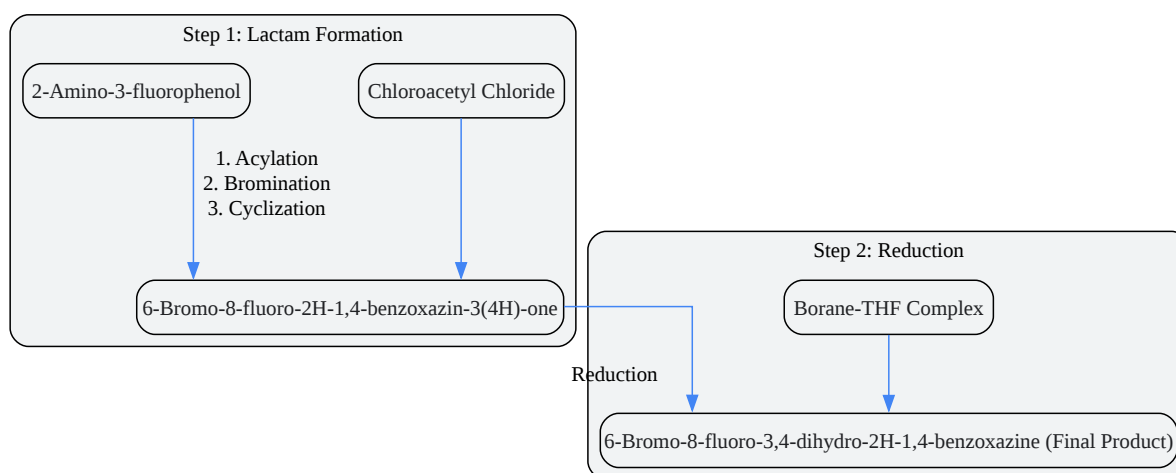 Step 1: Lactam Formation
2-Amino-3-fluorophenol
Chloroacetyl Chloride
1. Acylation
2. Bromination
3. Cyclization
6-Bromo-8-fluoro-2H-1,4-benzoxazin-3(4H)-one
Step 2: Reduction
Borane-THF Complex
Reduction
6-Bromo-8-fluoro-3,4-dihydro-2H-1,4-benzoxazine (Final Product)